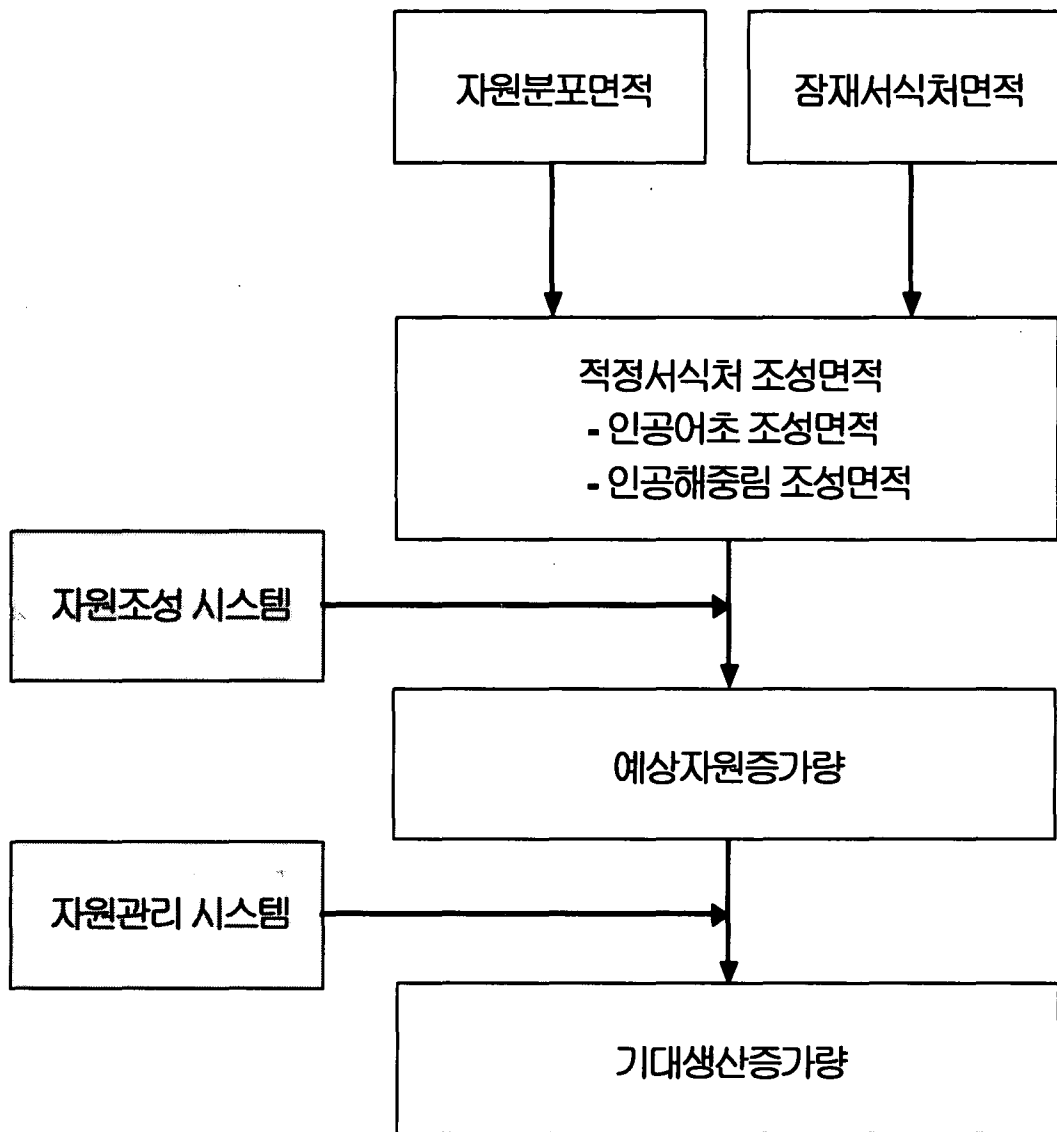 자원분포면적
잠재서식처면적
적정서식처 조성면적
- 인공어초 조성면적
- 인공해중림 조성면적
자원조성 시스템
예상자원증가량
자원관리 시스템
기대생산증가량